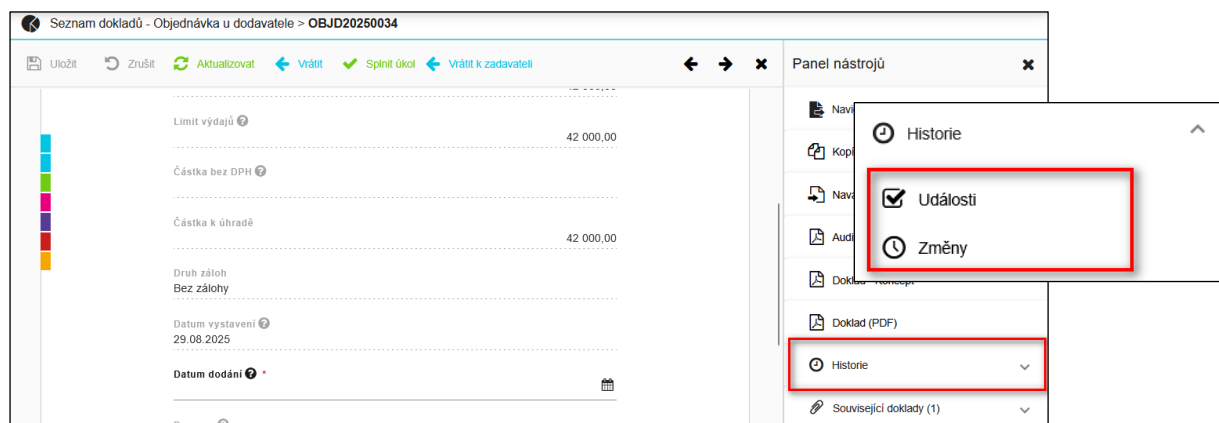 Seznam dokladů - Objednávka u dodavatele > OBJD20250034
Uložit Zrušit Aktualizovat Vrátit Splnit úkol Vrátit k zadavateli
Limit výdajů
42 000,00
Částka bez DPH
Částka k úhradě
42 000,00
Druh záloh
Bez zálohy
Datum vystavení
29.08.2025
Datum dodání *
Panel nástrojů
Navi
Kopí
Nava
Audi
Doklad - Koncept
Doklad (PDF)
Historie
Související doklady (1)
Historie
Události
Změny